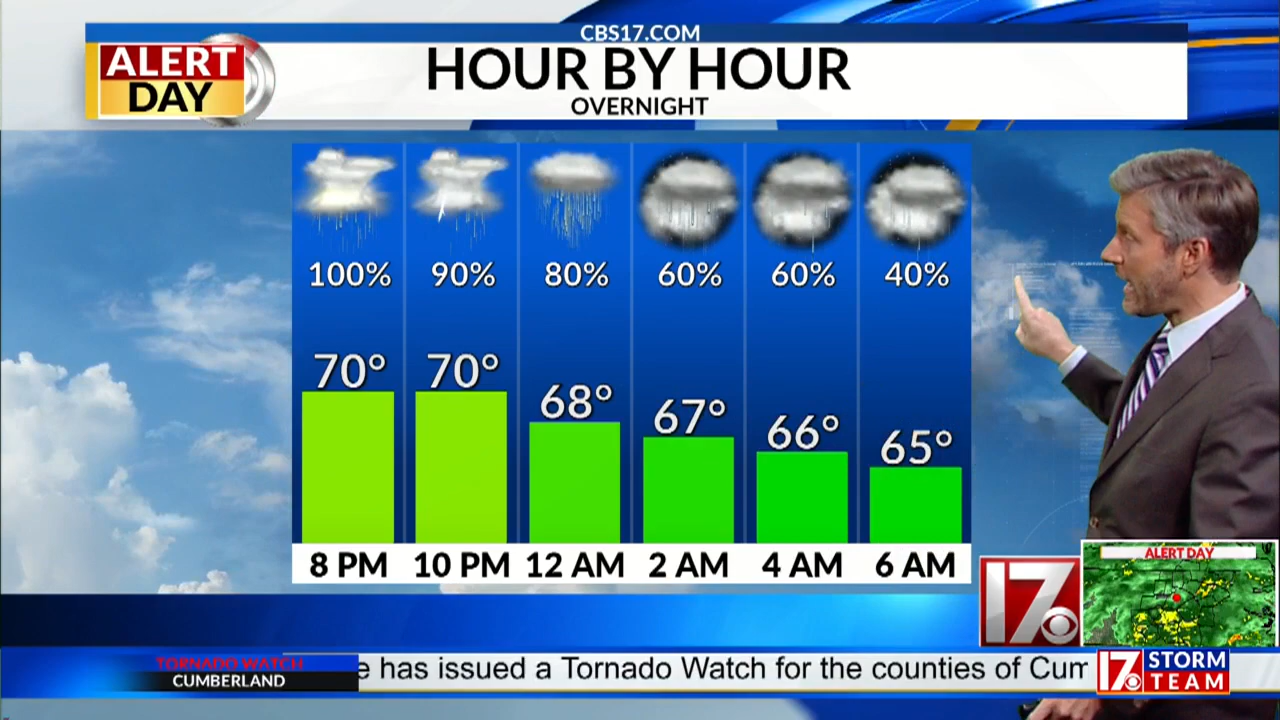 CBS17.COM
ALERT
DAY
HOUR BY HOUR
OVERNIGHT
100% 90% 80% 60% 60% 40%
70° 70° 68° 67° 66° 65°
8 PM 10 PM 12 AM 2 AM 4 AM 6 AM
17
ALERT DAY
TORNADO WATCH
CUMBERLAND
e has issued a Tornado Watch for the counties of Cum
17 STORM
TEAM